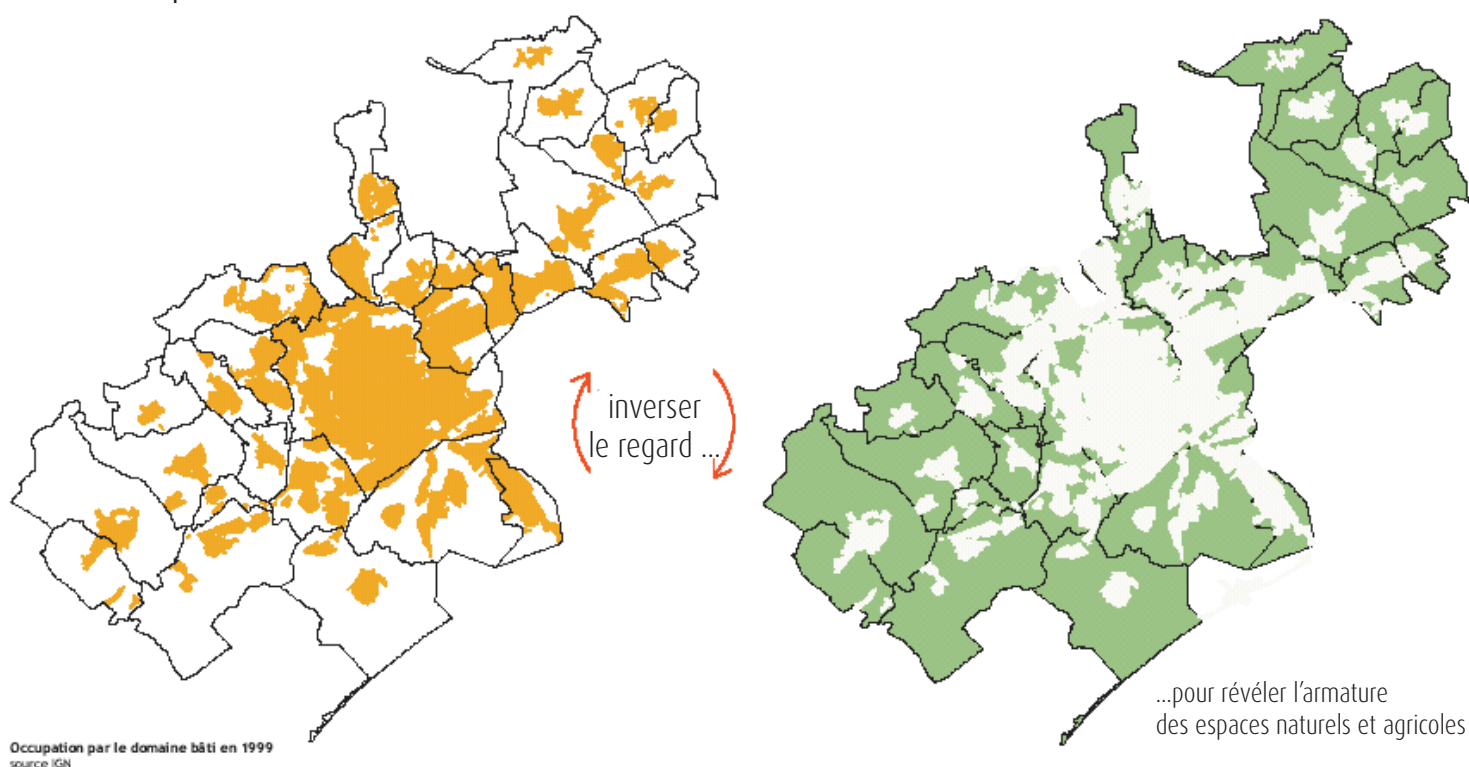 inverser
le regard ...
...pour révéler l'armature
des espaces naturels et agricoles
Occupation par le domaine bâti en 1999
source IGN